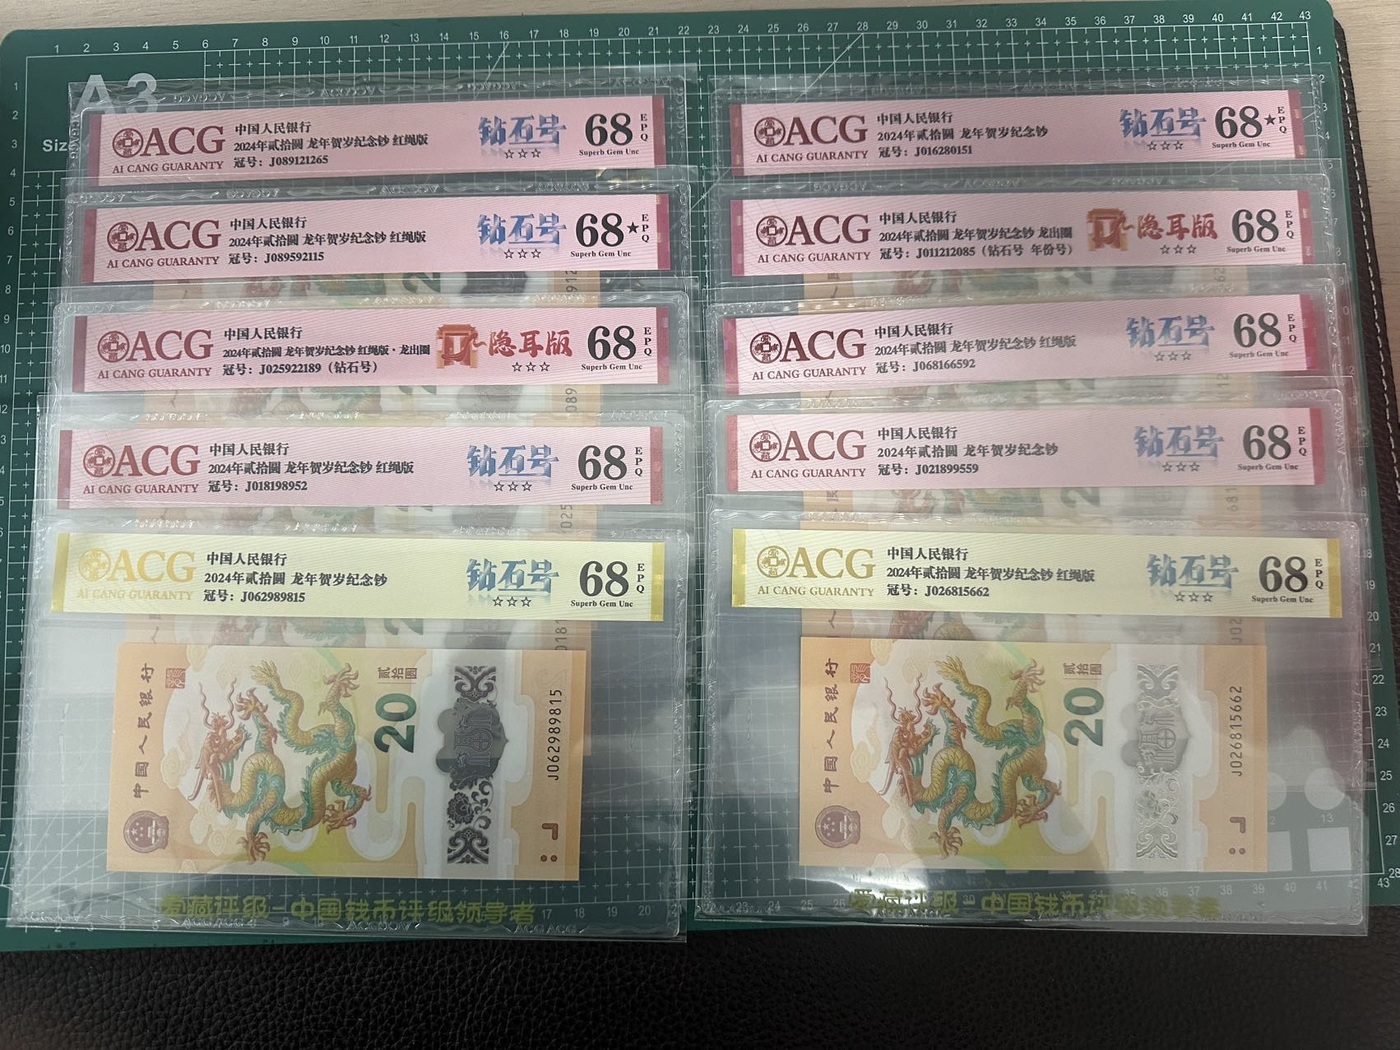 A3
ACG
AI CANG GUARANTY
中国人民银行
2024年贰拾圆 龙年贺岁纪念钞 红绳版
冠号：J089121265
钻石号
☆☆☆
68
EPQ
Superb Gem Unc
ACG
AI CANG GUARANTY
中国人民银行
2024年贰拾圆 龙年贺岁纪念钞 红绳版
冠号：J089592115
钻石号
☆☆☆
68★
EPQ
Superb Gem Unc
ACG
AI CANG GUARANTY
中国人民银行
2024年贰拾圆 龙年贺岁纪念钞 红绳版·龙出圈
冠号：J025922189（钻石号）
隐耳版
☆☆☆
68
EPQ
Superb Gem Unc
ACG
AI CANG GUARANTY
中国人民银行
2024年贰拾圆 龙年贺岁纪念钞 红绳版
冠号：J018198952
钻石号
☆☆☆
68
EPQ
Superb Gem Unc
ACG
AI CANG GUARANTY
中国人民银行
2024年贰拾圆 龙年贺岁纪念钞
冠号：J062989815
钻石号
☆☆☆
68
EPQ
Superb Gem Unc
中国人民银行
20
贰拾圆
J062989815
爱藏评级-中国钱币评级领导者
ACG
AI CANG GUARANTY
中国人民银行
2024年贰拾圆 龙年贺岁纪念钞
冠号：J016280151
钻石号
☆☆☆
68★
EPQ
Superb Gem Unc
ACG
AI CANG GUARANTY
中国人民银行
2024年贰拾圆 龙年贺岁纪念钞 龙出圈
冠号：J011212085（钻石号 年份号）
隐耳版
☆☆☆
68
EPQ
Superb Gem Unc
ACG
AI CANG GUARANTY
中国人民银行
2024年贰拾圆 龙年贺岁纪念钞 红绳版
冠号：J068166592
钻石号
☆☆☆
68
EPQ
Superb Gem Unc
ACG
AI CANG GUARANTY
中国人民银行
2024年贰拾圆 龙年贺岁纪念钞
冠号：J021899559
钻石号
☆☆☆
68
EPQ
Superb Gem Unc
ACG
AI CANG GUARANTY
中国人民银行
2024年贰拾圆 龙年贺岁纪念钞 红绳版
冠号：J026815662
钻石号
☆☆☆
68
EPQ
Superb Gem Unc
中国人民银行
20
贰拾圆
J026815662
爱藏评级-中国钱币评级领导者